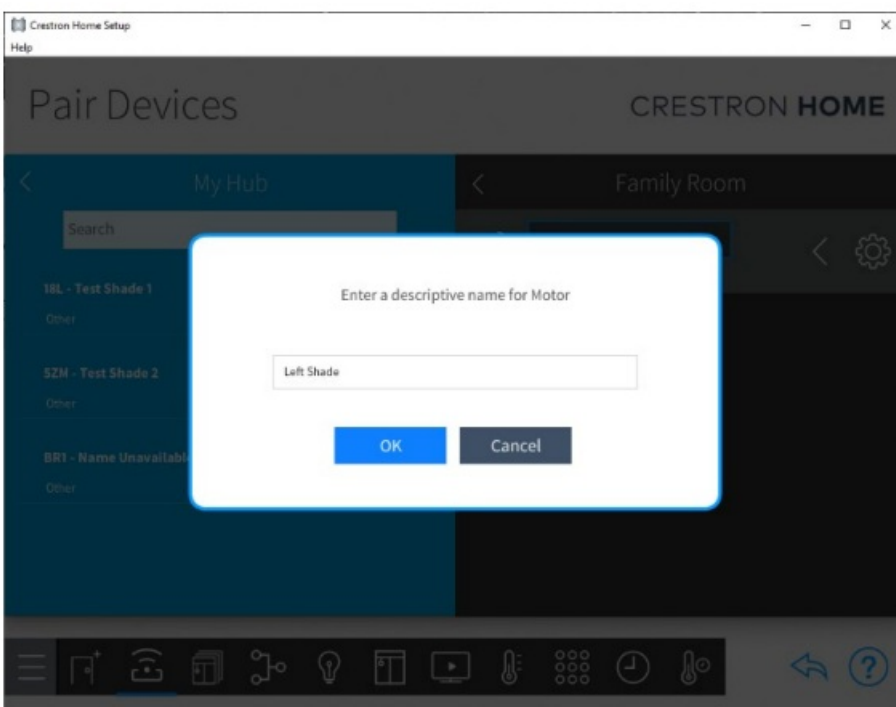 Crestron Home Setup
Help
Pair Devices
CRESTRON HOME
My Hub
Family Room
Search
18L - Test Shade 1
Other
5ZM - Test Shade 2
Other
BR1 - Name Unavailabl
Other
Enter a descriptive name for Motor
Left Shade
OK
Cancel
?